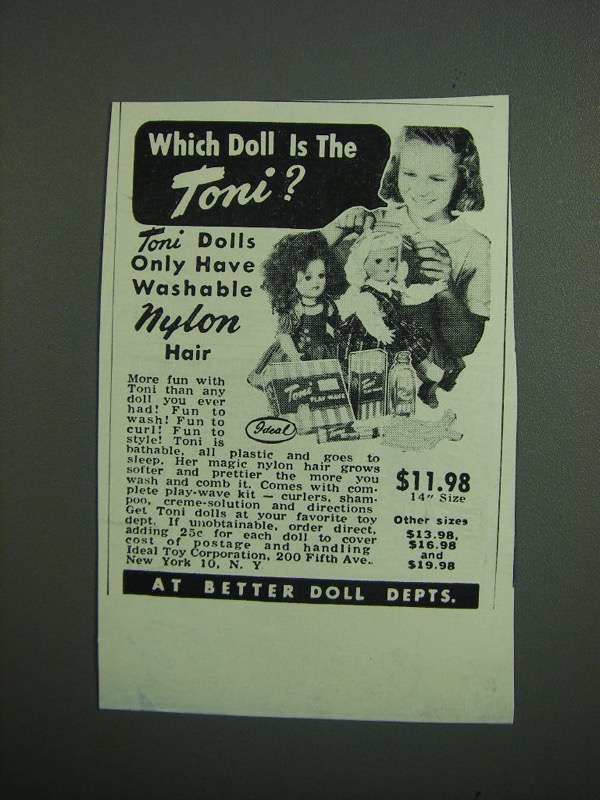 Which Doll Is The
Toni?
Toni Dolls
Only Have
Washable
Nylon
Hair
More fun with
Toni than any
doll you ever
had! Fun to
wash! Fun to
curl! Fun to
style! Toni is
bathable, all plastic and goes to
sleep. Her magic nylon hair grows
softer and prettier the more you
wash and comb it. Comes with com-
plete play-wave kit — curlers, sham-
poo, creme-solution and directions
Get Toni dolls at your favorite toy
dept. If unobtainable, order direct,
adding 25c for each doll to cover
cost of postage and handling
Ideal Toy Corporation, 200 Fifth Ave.,
New York 10, N. Y
Ideal
Toni
PLAY WAVE
$11.98
14" Size
Other sizes
$13.98,
$16.98
and
$19.98
AT BETTER DOLL DEPTS.